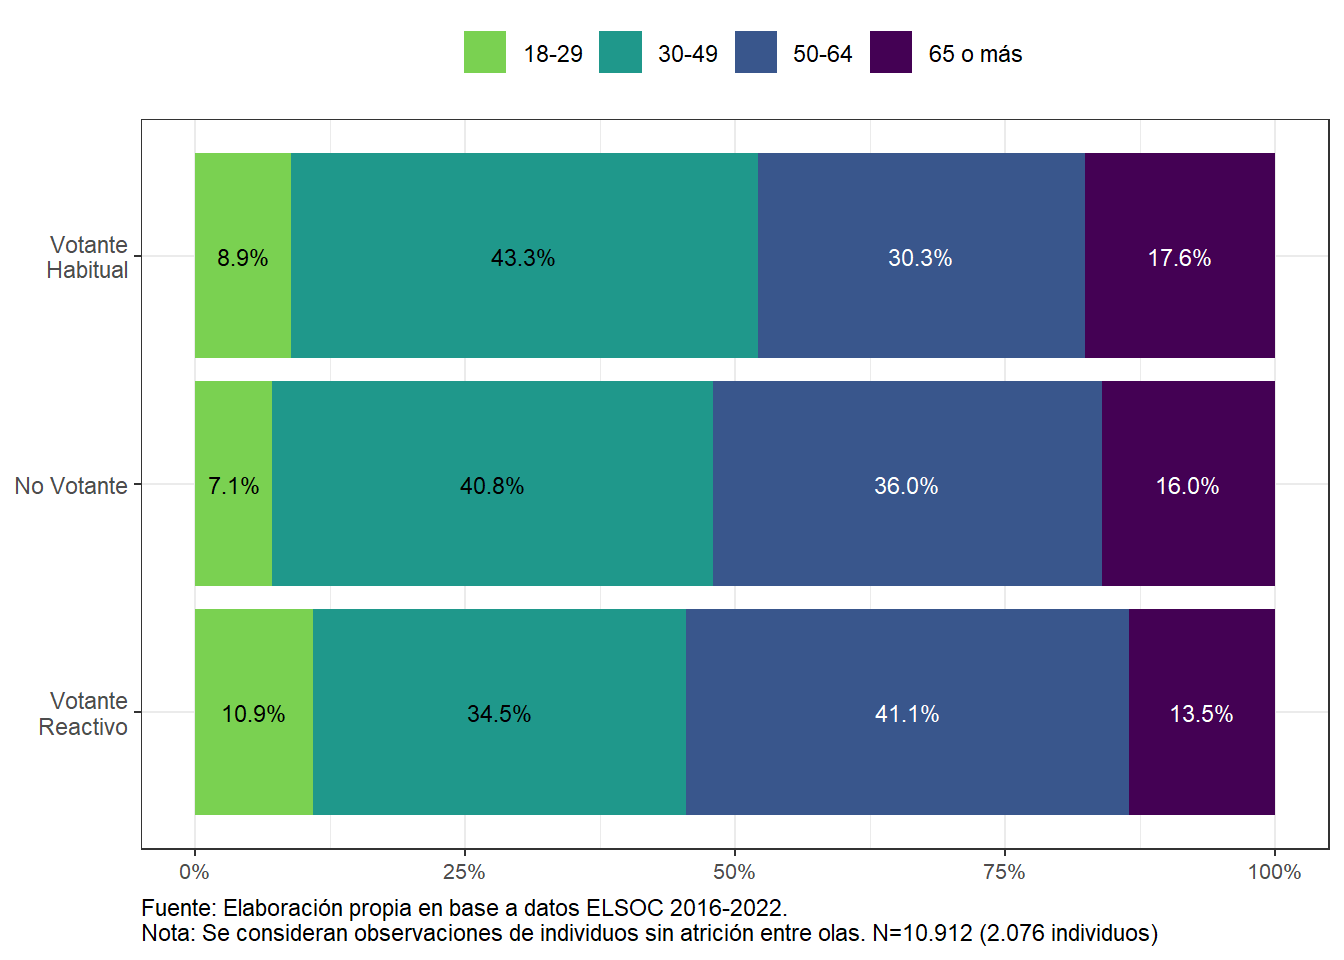 18-29 30-49 50-64 65 o más
Votante
Habitual
8.9% 43.3% 30.3% 17.6%
No Votante
7.1% 40.8% 36.0% 16.0%
Votante
Reactivo
10.9% 34.5% 41.1% 13.5%
0% 25% 50% 75% 100%
Fuente: Elaboración propia en base a datos ELSOC 2016-2022.
Nota: Se consideran observaciones de individuos sin atrición entre olas. N=10.912 (2.076 individuos)